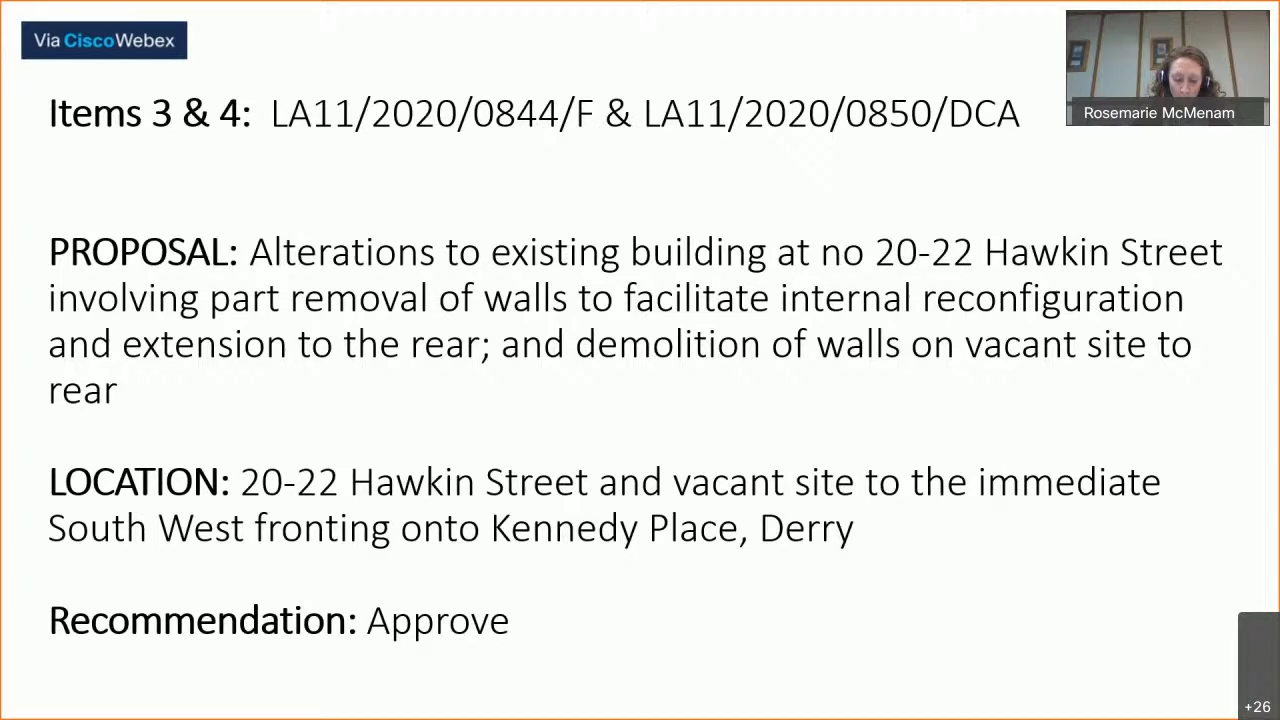 Via CiscoWebex
Items 3 & 4: LA11/2020/0844/F & LA11/2020/0850/DCA
Rosemarie McMenam
PROPOSAL: Alterations to existing building at no 20-22 Hawkin Street
involving part removal of walls to facilitate internal reconfiguration
and extension to the rear; and demolition of walls on vacant site to
rear
LOCATION: 20-22 Hawkin Street and vacant site to the immediate
South West fronting onto Kennedy Place, Derry
Recommendation: Approve
+26